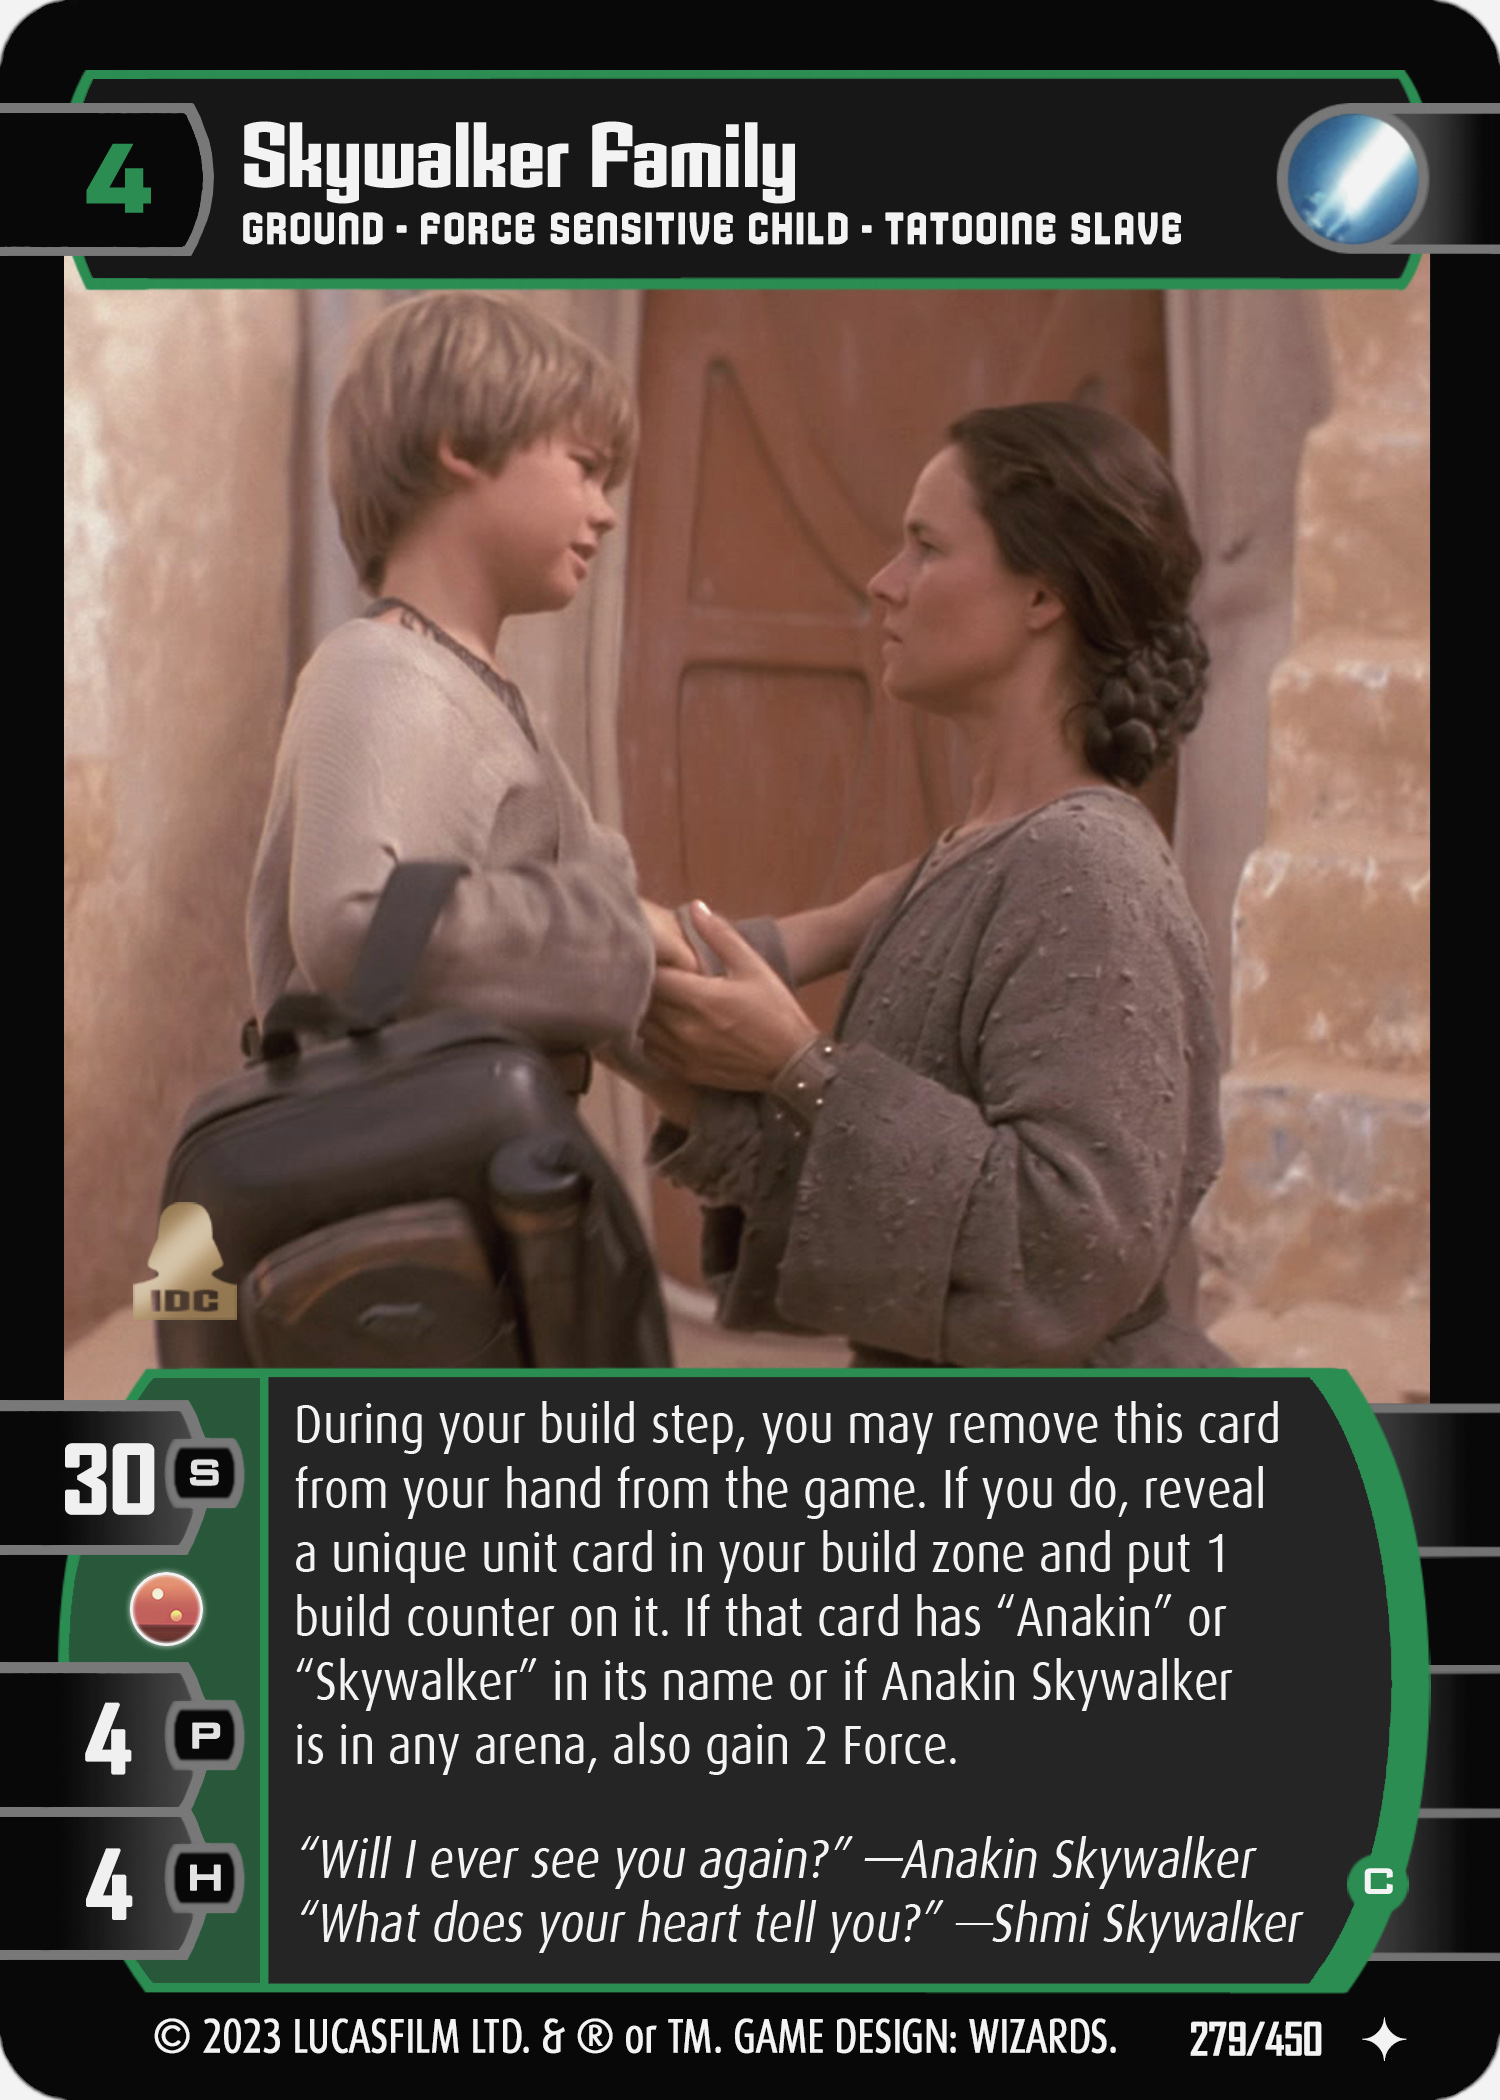 4
Skywalker Family
GROUND - FORCE SENSITIVE CHILD - TATOOINE SLAVE
IDC
30 S
4 P
4 H
During your build step, you may remove this card
from your hand from the game. If you do, reveal
a unique unit card in your build zone and put 1
build counter on it. If that card has “Anakin” or
“Skywalker” in its name or if Anakin Skywalker
is in any arena, also gain 2 Force.
“Will I ever see you again?” —Anakin Skywalker
“What does your heart tell you?” —Shmi Skywalker
C
© 2023 LUCASFILM LTD. & ® or TM. GAME DESIGN: WIZARDS. 279/450